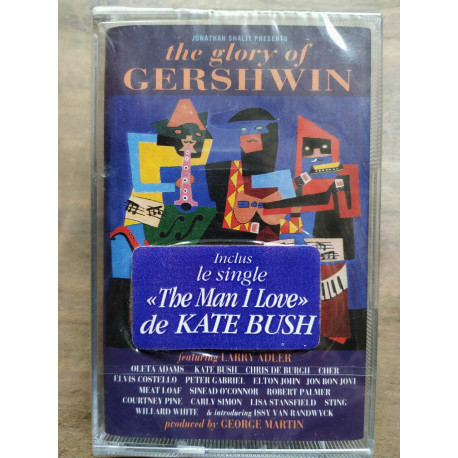 JONATHAN SHALIT PRESENTS
the glory of
GERSHWIN
Inclus
le single
«The Man I Love»
de KATE BUSH
featuring LARRY ADLER
OLETA ADAMS KATE BUSH CHRIS DE BURGH CHER
ELVIS COSTELLO PETER GABRIEL ELTON JOHN JON BON JOVI
MEAT LOAF SINEAD O'CONNOR ROBERT PALMER
COURTNEY PINE CARLY SIMON LISA STANSFIELD STING
WILLARD WHITE & introducing ISSY VAN RANDWYCK
produced by GEORGE MARTIN